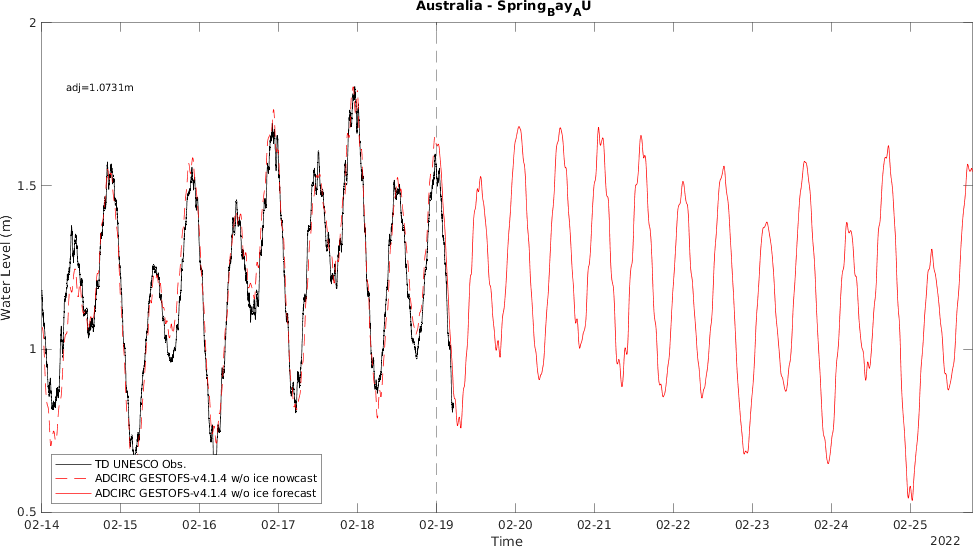 Australia - SpringBayAU
2
adj=1.0731m
1.5
Water Level (m)
1
TD UNESCO Obs.
ADCIRC GESTOFS-v4.1.4 w/o ice nowcast
ADCIRC GESTOFS-v4.1.4 w/o ice forecast
0.5
02-14 02-15 02-16 02-17 02-18 02-19 02-20 02-21 02-22 02-23 02-24 02-25
Time
2022